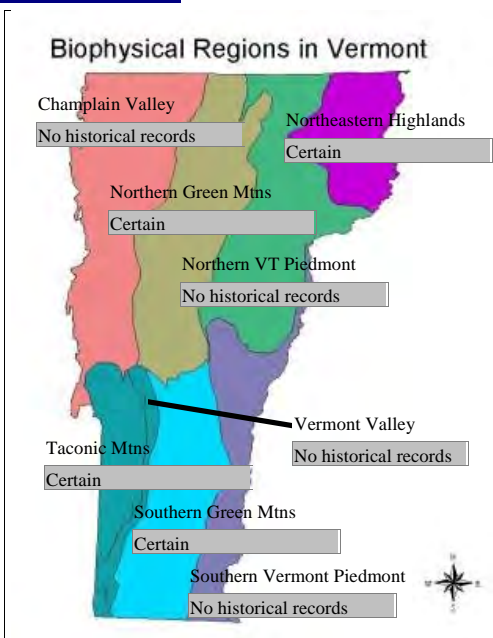 Biophysical Regions in Vermont
Champlain Valley
No historical records
Northeastern Highlands
Certain
Northern Green Mtns
Certain
Northern VT Piedmont
No historical records
Vermont Valley
No historical records
Taconic Mtns
Certain
Southern Green Mtns
Certain
Southern Vermont Piedmont
No historical records